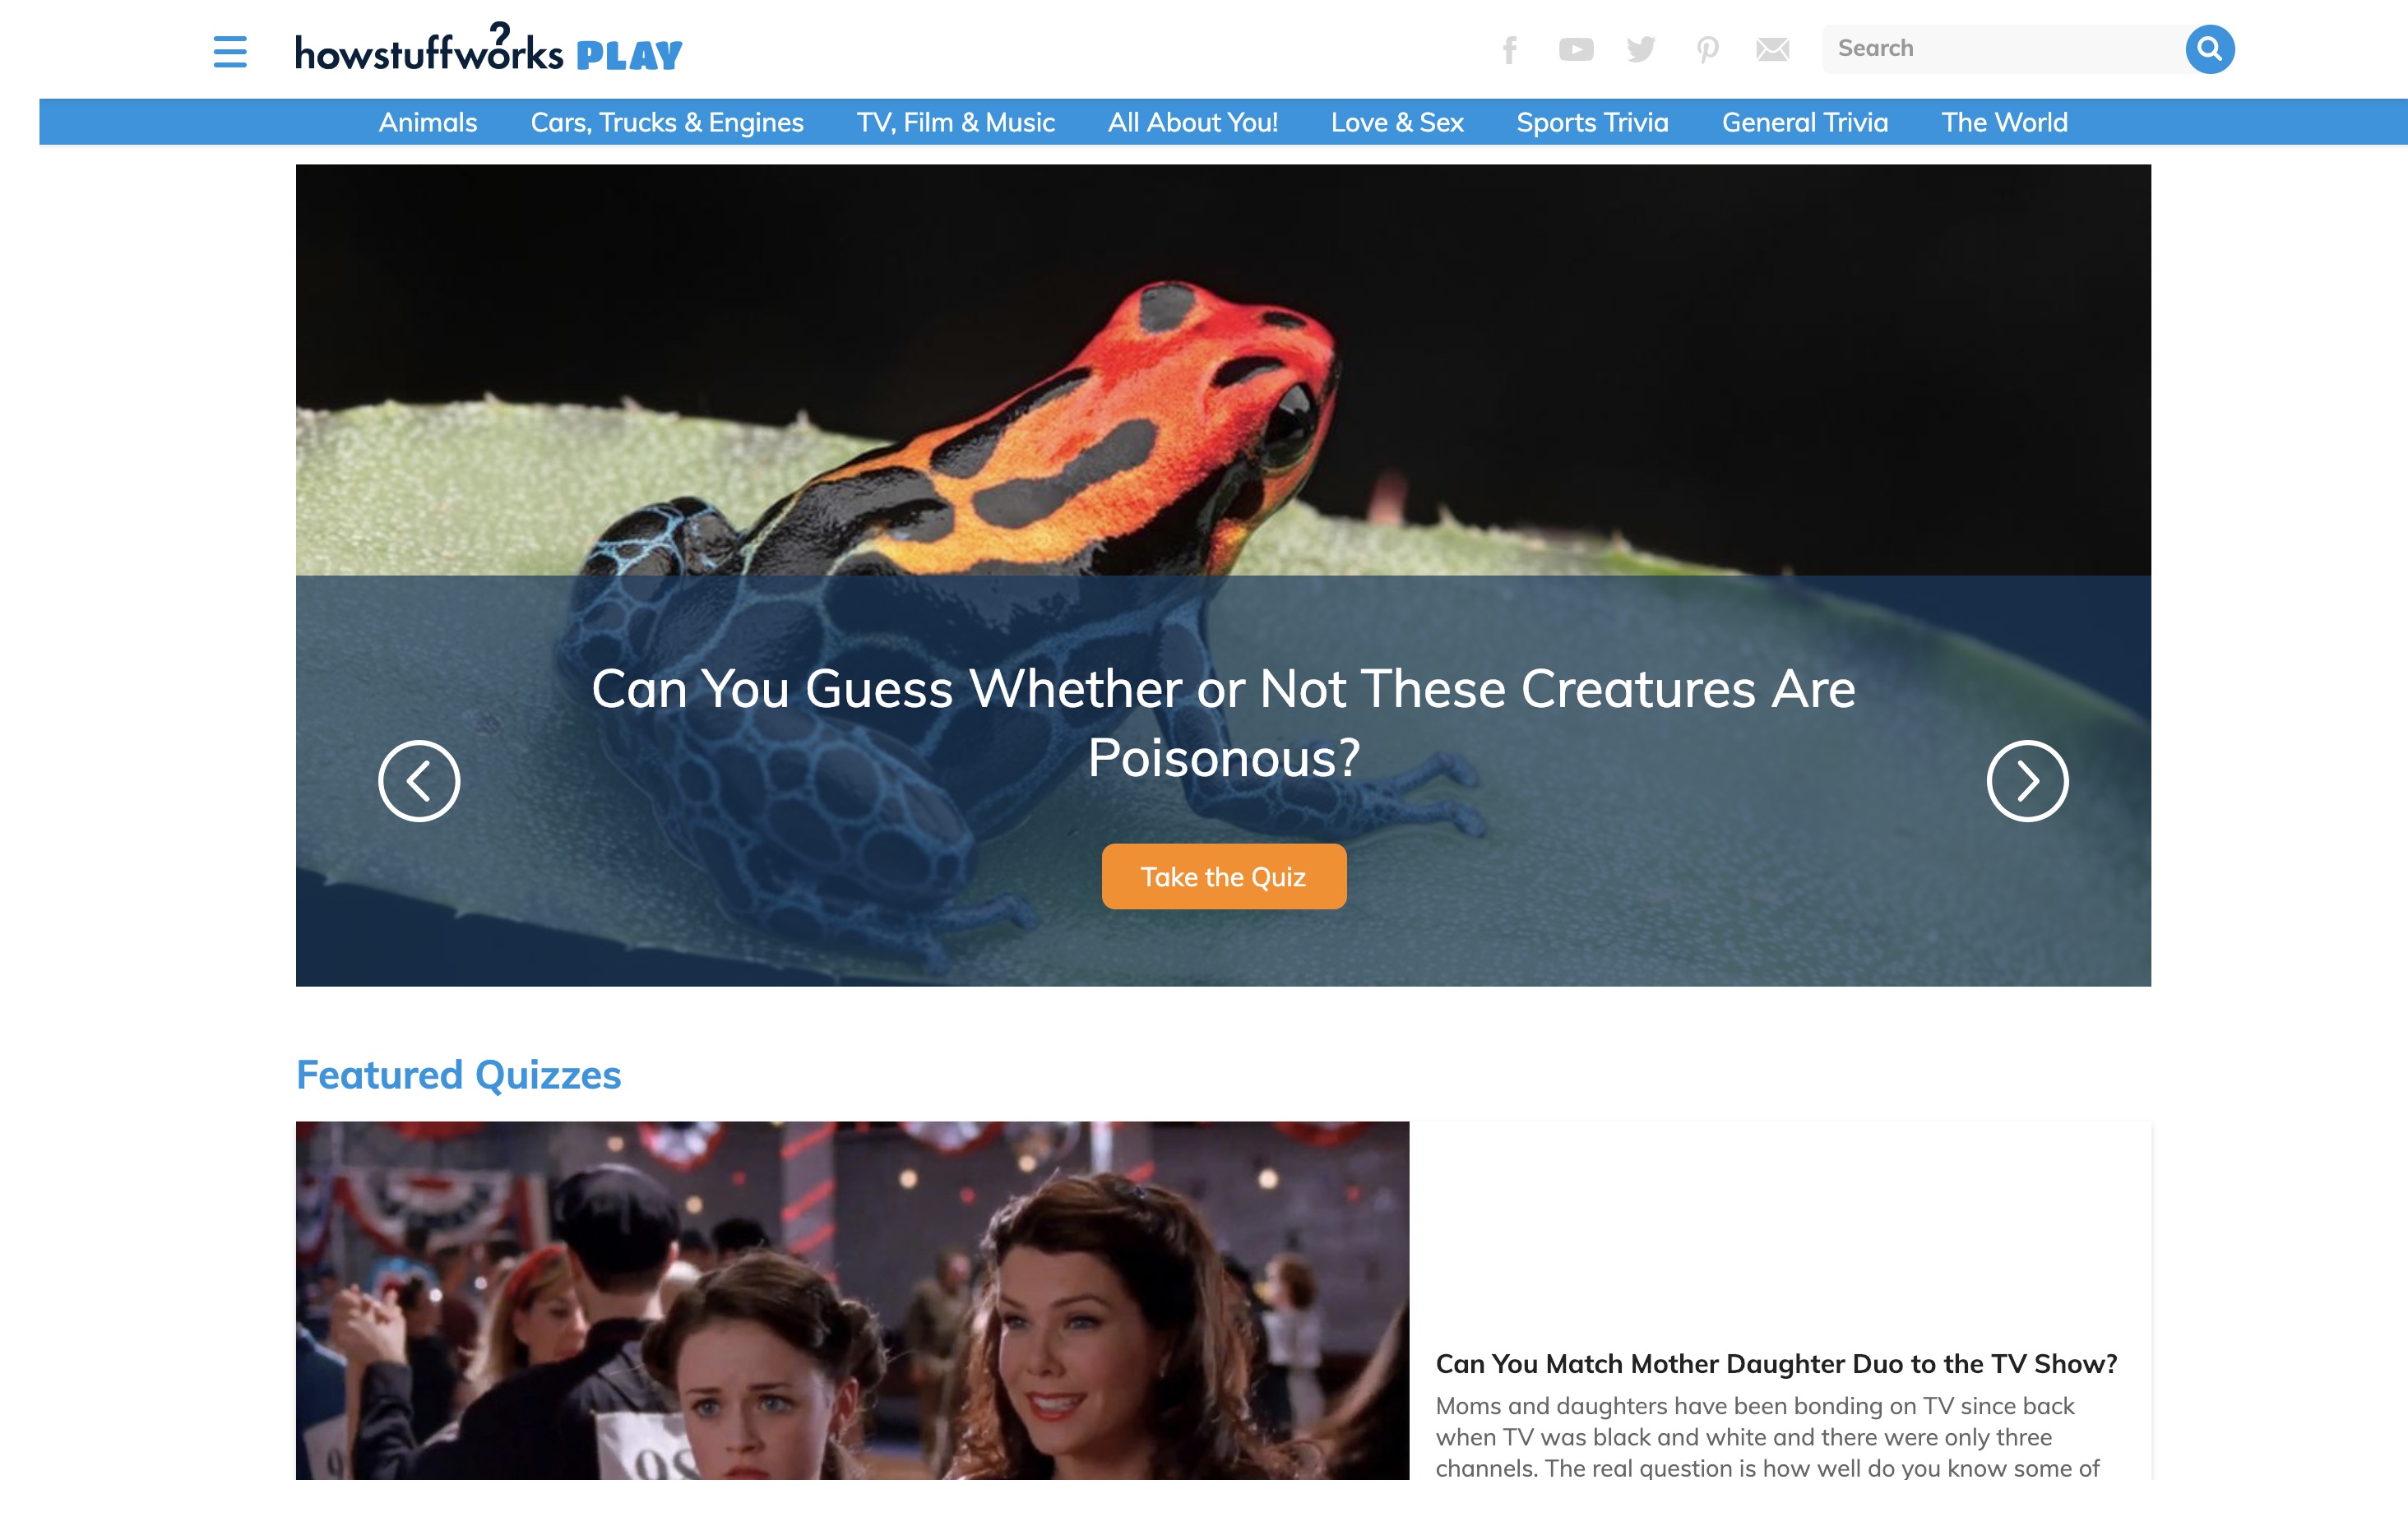 howstuffworks PLAY
Search
Animals Cars, Trucks & Engines TV, Film & Music All About You! Love & Sex Sports Trivia General Trivia The World
Can You Guess Whether or Not These Creatures Are
Poisonous?
Take the Quiz
Featured Quizzes
98
Can You Match Mother Daughter Duo to the TV Show?
Moms and daughters have been bonding on TV since back
when TV was black and white and there were only three
channels. The real question is how well do you know some of